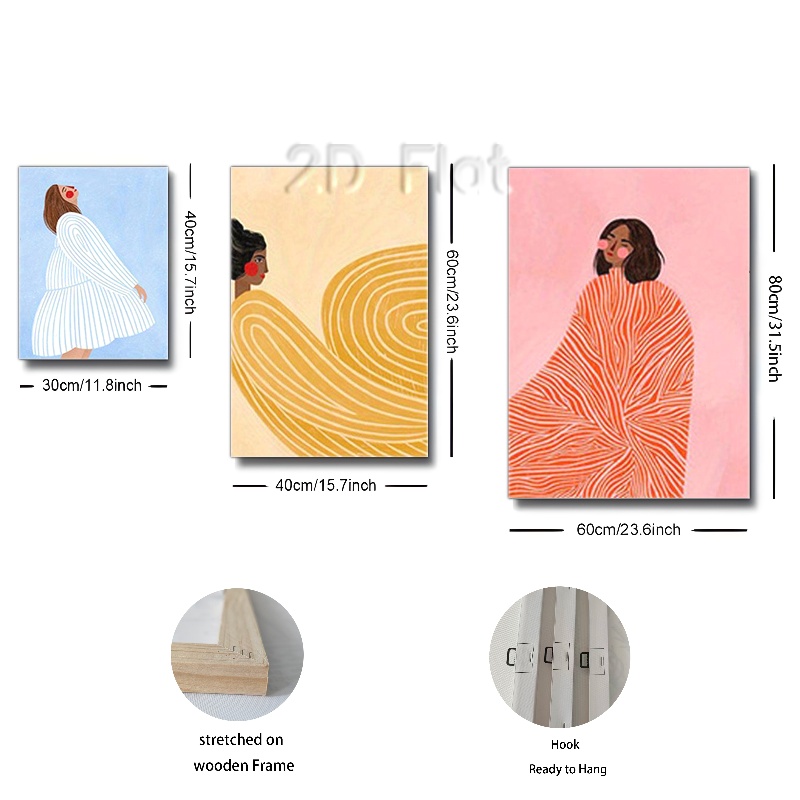 2D Flat
40cm/15.7inch
30cm/11.8inch
60cm/23.6inch
40cm/15.7inch
80cm/31.5inch
60cm/23.6inch
stretched on
wooden Frame
Hook
Ready to Hang